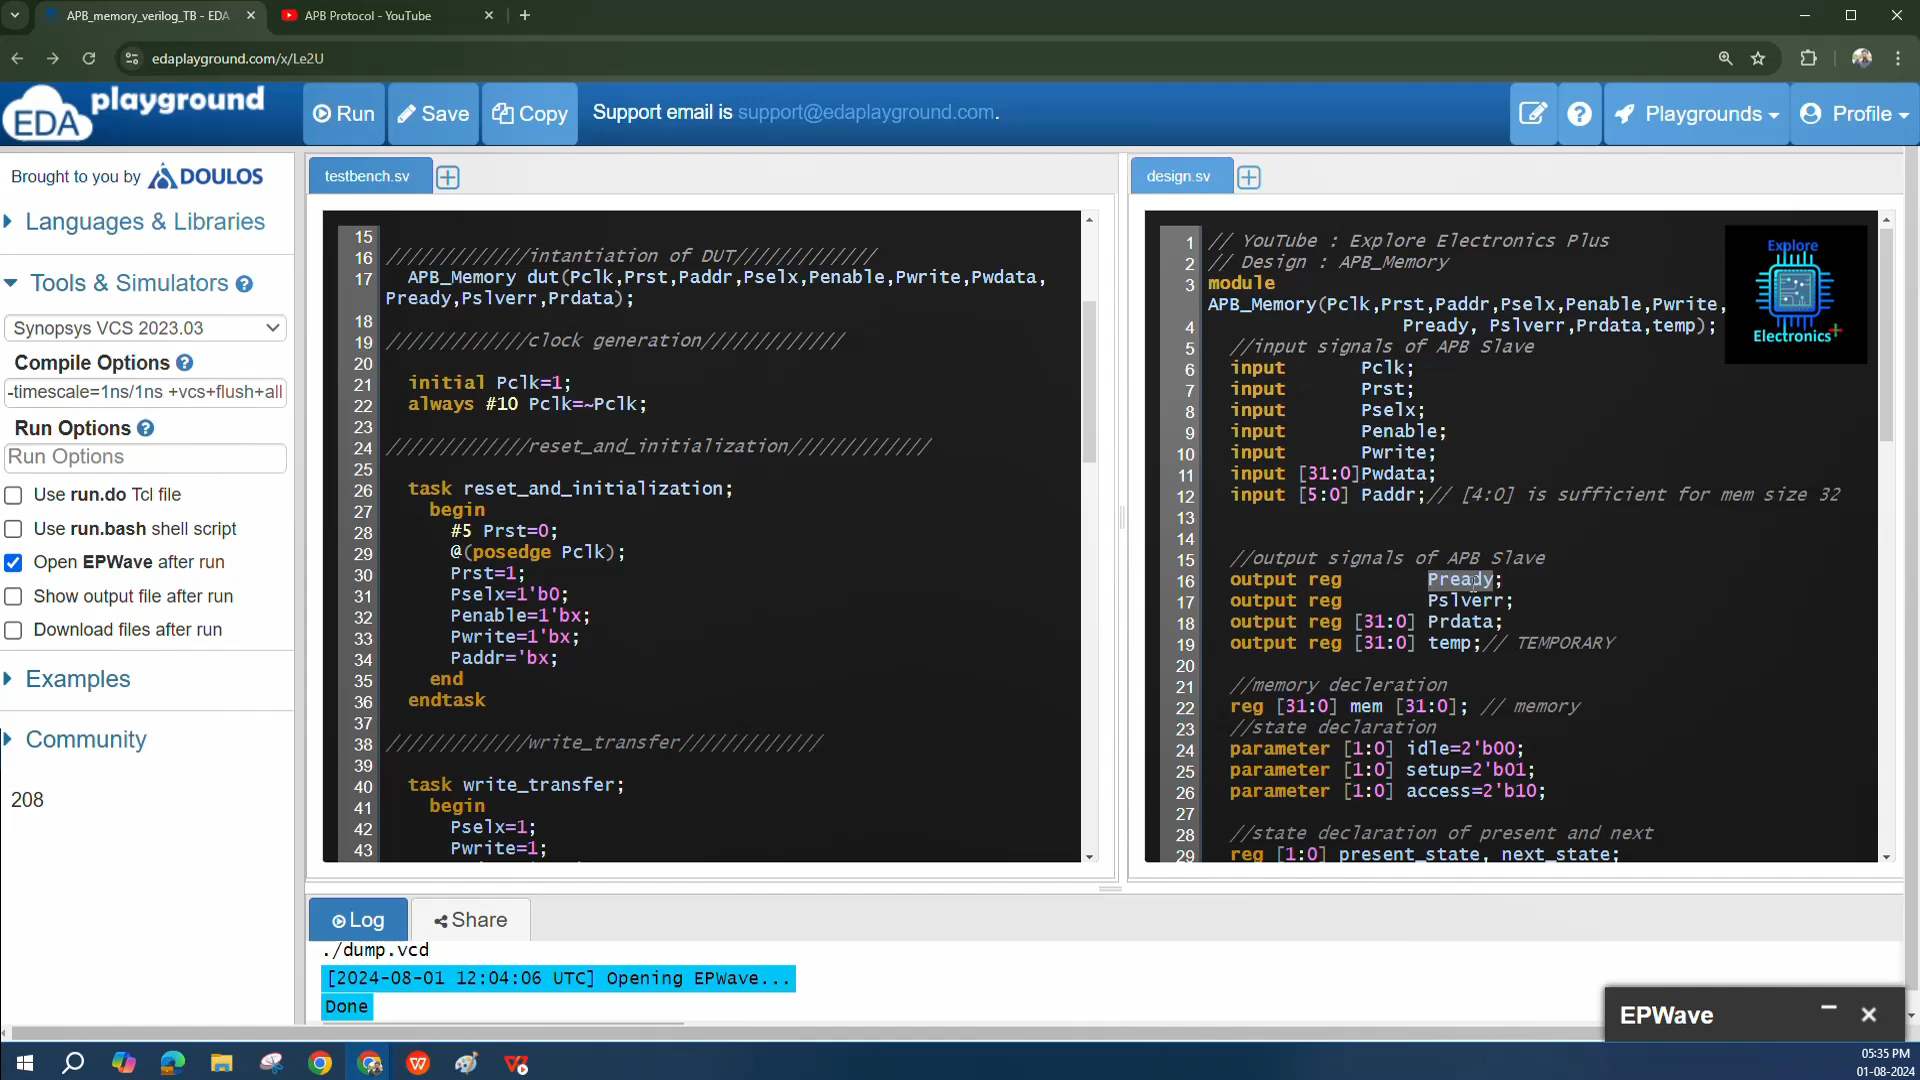 APB_memory_verilog_TB - EDA
APB Protocol - YouTube
edaplayground.com/x/Le2U
EDA playground
Run
Save
Copy
Support email is support@edaplayground.com.
Playgrounds
Profile
Brought to you by DOULOS
Languages & Libraries
Tools & Simulators
Synopsys VCS 2023.03
Compile Options
-timescale=1ns/1ns +vcs+flush+all
Run Options
Run Options
Use run.do Tcl file
Use run.bash shell script
Open EPWave after run
Show output file after run
Download files after run
Examples
Community
208
testbench.sv
15
16 /////////////intantiation of DUT/////////////
17 APB_Memory dut(Pclk,Prst,Paddr,Pselx,Penable,Pwrite,Pwdata,
Pready,Pslverr,Prdata);
18
19 /////////////clock generation/////////////
20
21 initial Pclk=1;
22 always #10 Pclk=~Pclk;
23
24 /////////////reset_and_initialization/////////////
25
26 task reset_and_initialization;
27 begin
28 #5 Prst=0;
29 @(posedge Pclk);
30 Prst=1;
31 Pselx=1'b0;
32 Penable=1'bx;
33 Pwrite=1'bx;
34 Paddr='bx;
35 end
36 endtask
37
38 /////////////write_transfer/////////////
39
40 task write_transfer;
41 begin
42 Pselx=1;
43 Pwrite=1;
design.sv
1 // YouTube : Explore Electronics Plus
2 // Design : APB_Memory
3 module
APB_Memory(Pclk,Prst,Paddr,Pselx,Penable,Pwrite,
4 Pready, Pslverr,Prdata,temp);
5 //input signals of APB Slave
6 input Pclk;
7 input Prst;
8 input Pselx;
9 input Penable;
10 input Pwrite;
11 input [31:0]Pwdata;
12 input [5:0] Paddr;// [4:0] is sufficient for mem size 32
13
14
15 //output signals of APB Slave
16 output reg Pready;
17 output reg Pslverr;
18 output reg [31:0] Prdata;
19 output reg [31:0] temp;// TEMPORARY
20
21 //memory decleration
22 reg [31:0] mem [31:0]; // memory
23 //state declaration
24 parameter [1:0] idle=2'b00;
25 parameter [1:0] setup=2'b01;
26 parameter [1:0] access=2'b10;
27
28 //state declaration of present and next
29 reg [1:0] present_state, next_state;
Explore
Electronics+
Log
Share
./dump.vcd
[2024-08-01 12:04:06 UTC] Opening EPWave...
Done
EPWave
05:35 PM
01-08-2024